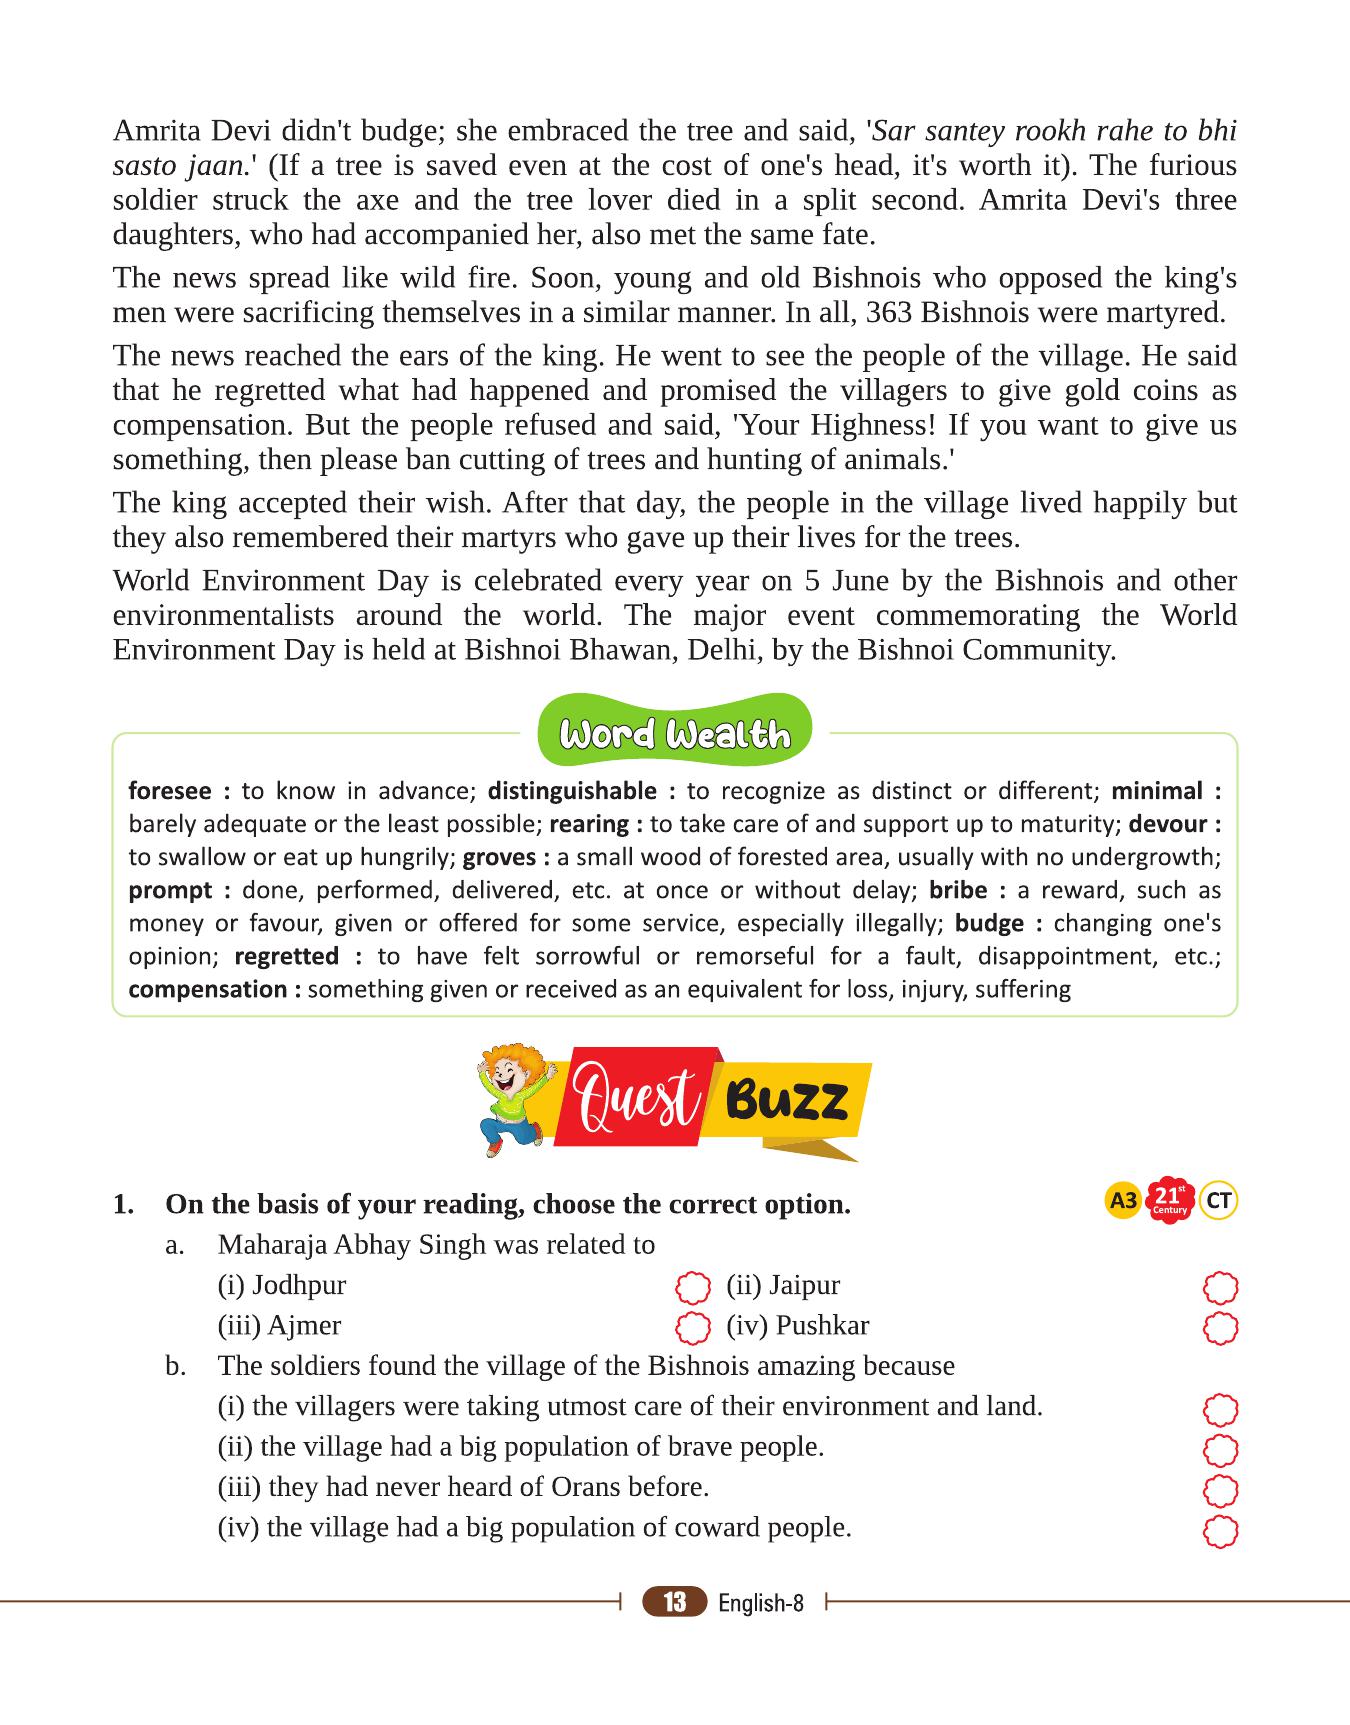 Amrita Devi didn't budge; she embraced the tree and said, 'Sar santey rookh rahe to bhi
sasto jaan.' (If a tree is saved even at the cost of one's head, it's worth it). The furious
soldier struck the axe and the tree lover died in a split second. Amrita Devi's three
daughters, who had accompanied her, also met the same fate.
The news spread like wild fire. Soon, young and old Bishnois who opposed the king's
men were sacrificing themselves in a similar manner. In all, 363 Bishnois were martyred.
The news reached the ears of the king. He went to see the people of the village. He said
that he regretted what had happened and promised the villagers to give gold coins as
compensation. But the people refused and said, 'Your Highness! If you want to give us
something, then please ban cutting of trees and hunting of animals.'
The king accepted their wish. After that day, the people in the village lived happily but
they also remembered their martyrs who gave up their lives for the trees.
World Environment Day is celebrated every year on 5 June by the Bishnois and other
environmentalists around the world. The major event commemorating the World
Environment Day is held at Bishnoi Bhawan, Delhi, by the Bishnoi Community.
Word Wealth
foresee : to know in advance; distinguishable : to recognize as distinct or different; minimal :
barely adequate or the least possible; rearing : to take care of and support up to maturity; devour :
to swallow or eat up hungrily; groves : a small wood of forested area, usually with no undergrowth;
prompt : done, performed, delivered, etc. at once or without delay; bribe : a reward, such as
money or favour, given or offered for some service, especially illegally; budge : changing one's
opinion; regretted : to have felt sorrowful or remorseful for a fault, disappointment, etc.;
compensation : something given or received as an equivalent for loss, injury, suffering
Quest Buzz
1. On the basis of your reading, choose the correct option. A3 21st Century CT
a. Maharaja Abhay Singh was related to
(i) Jodhpur (ii) Jaipur
(iii) Ajmer (iv) Pushkar
b. The soldiers found the village of the Bishnois amazing because
(i) the villagers were taking utmost care of their environment and land.
(ii) the village had a big population of brave people.
(iii) they had never heard of Orans before.
(iv) the village had a big population of coward people.
13 English-8